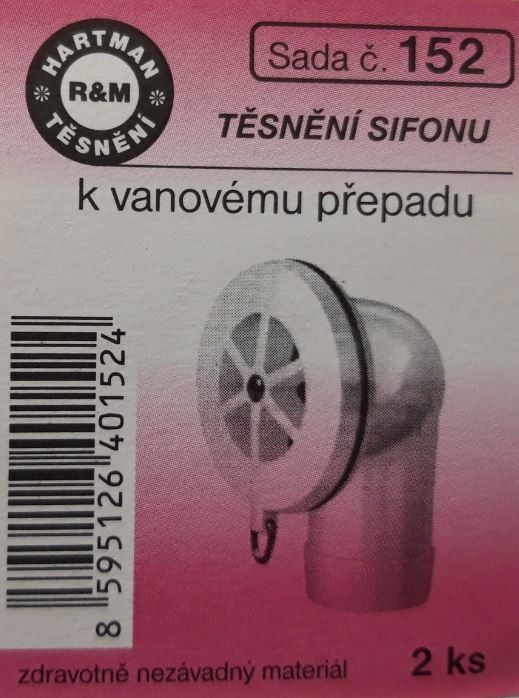 HARTMAN
R&M
TĚSNĚNÍ
Sada č. 152
TĚSNĚNÍ SIFONU
k vanovému přepadu
8 595126 401524
zdravotně nezávadný materiál
2 ks